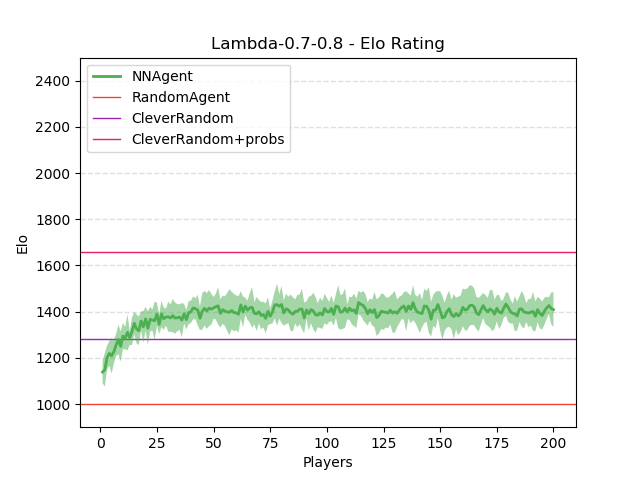 Lambda-0.7-0.8 - Elo Rating
NNAgent
RandomAgent
CleverRandom
CleverRandom+probs
2400
2200
2000
1800
1600
1400
1200
1000
Elo
0 25 50 75 100 125 150 175 200
Players